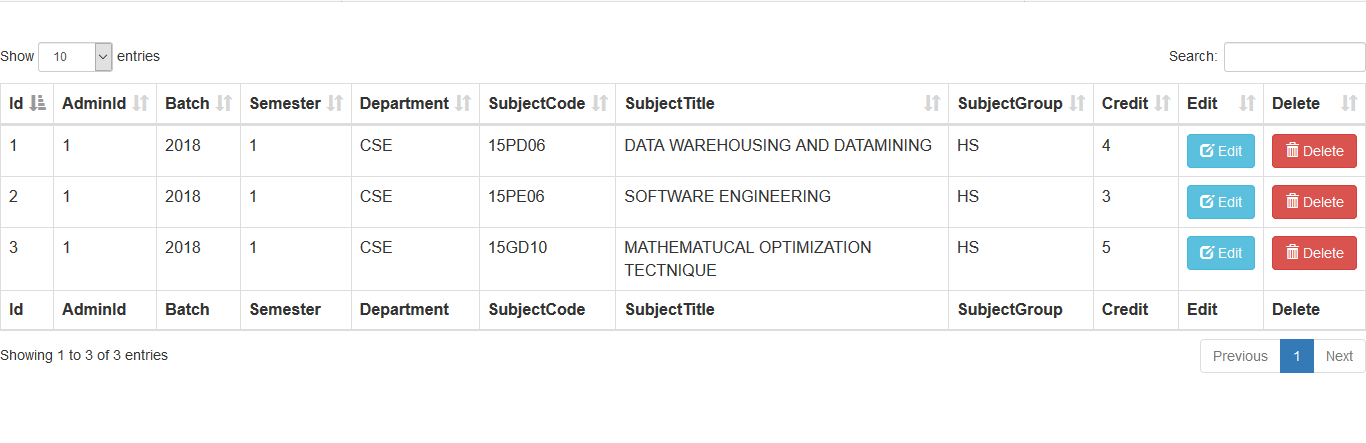 Show 10 entries Search:
Id AdminId Batch Semester Department SubjectCode SubjectTitle SubjectGroup Credit Edit Delete
1 1 2018 1 CSE 15PD06 DATA WAREHOUSING AND DATAMINING HS 4 Edit Delete
2 1 2018 1 CSE 15PE06 SOFTWARE ENGINEERING HS 3 Edit Delete
3 1 2018 1 CSE 15GD10 MATHEMATUCAL OPTIMIZATION HS 5 Edit Delete
TECTNIQUE
Id AdminId Batch Semester Department SubjectCode SubjectTitle SubjectGroup Credit Edit Delete
Showing 1 to 3 of 3 entries Previous 1 Next